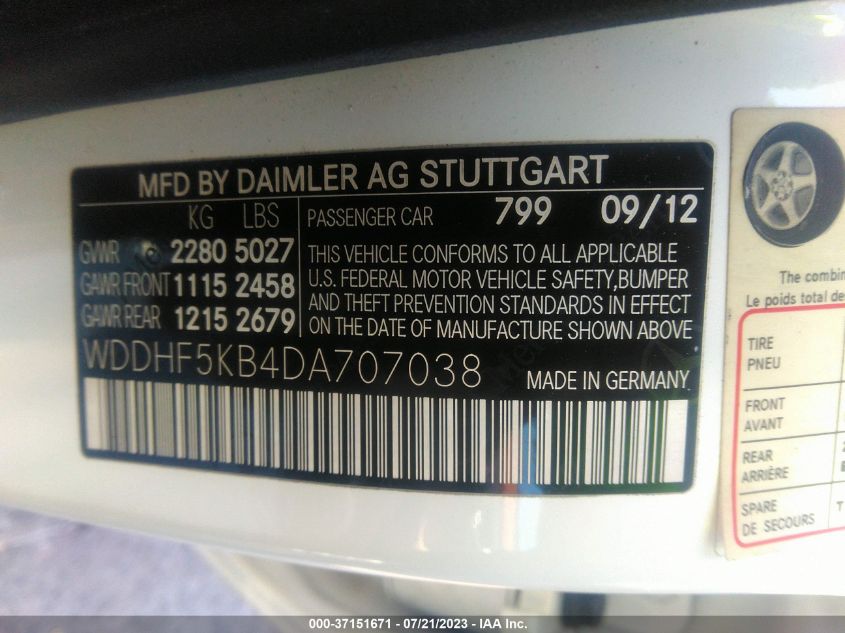 MFD BY DAIMLER AG STUTTGART
KG LBS
GVWR 2280 5027
GAWR FRONT 1115 2458
GAWR REAR 1215 2679
PASSENGER CAR 799 09/12
THIS VEHICLE CONFORMS TO ALL APPLICABLE
U.S. FEDERAL MOTOR VEHICLE SAFETY,BUMPER
AND THEFT PREVENTION STANDARDS IN EFFECT
ON THE DATE OF MANUFACTURE SHOWN ABOVE
WDDHF5KB4DA707038
MADE IN GERMANY
The combin
Le poids total de
TIRE
PNEU
FRONT
AVANT
REAR
ARRIÈRE
SPARE
DE SECOURS
000-37151671 - 07/21/2023 - IAA Inc.